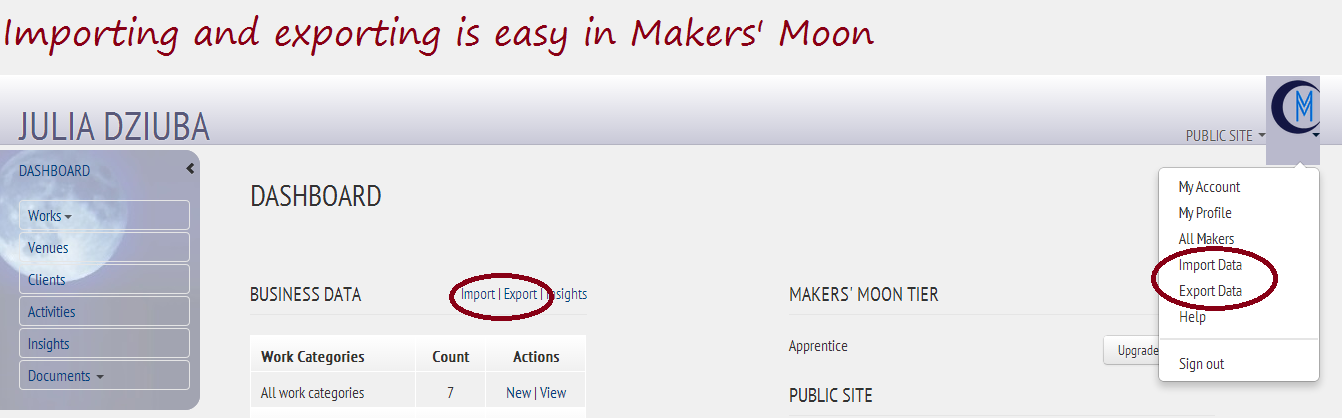 Importing and exporting is easy in Makers' Moon
JULIA DZIUBA
PUBLIC SITE
DASHBOARD
Works
Venues
Clients
Activities
Insights
Documents
DASHBOARD
BUSINESS DATA
Import | Export | Insights
Work Categories Count Actions
All work categories 7 New | View
MAKERS' MOON TIER
Apprentice
Upgrade
PUBLIC SITE
M
My Account
My Profile
All Makers
Import Data
Export Data
Help
Sign out